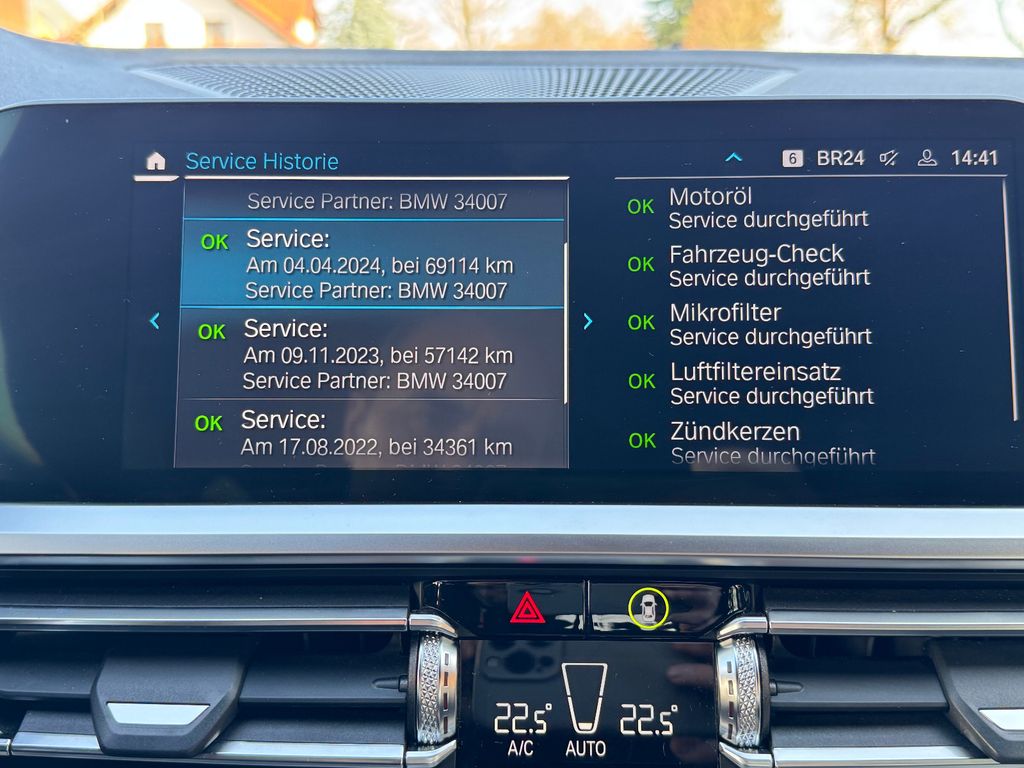 Service Historie
6 BR24 14:41
Service Partner: BMW 34007
OK Service:
Am 04.04.2024, bei 69114 km
Service Partner: BMW 34007
OK Service:
Am 09.11.2023, bei 57142 km
Service Partner: BMW 34007
OK Service:
Am 17.08.2022, bei 34361 km
OK Motoröl
Service durchgeführt
OK Fahrzeug-Check
Service durchgeführt
OK Mikrofilter
Service durchgeführt
OK Luftfiltereinsatz
Service durchgeführt
OK Zündkerzen
Service durchgeführt
22.5° 22.5°
A/C AUTO